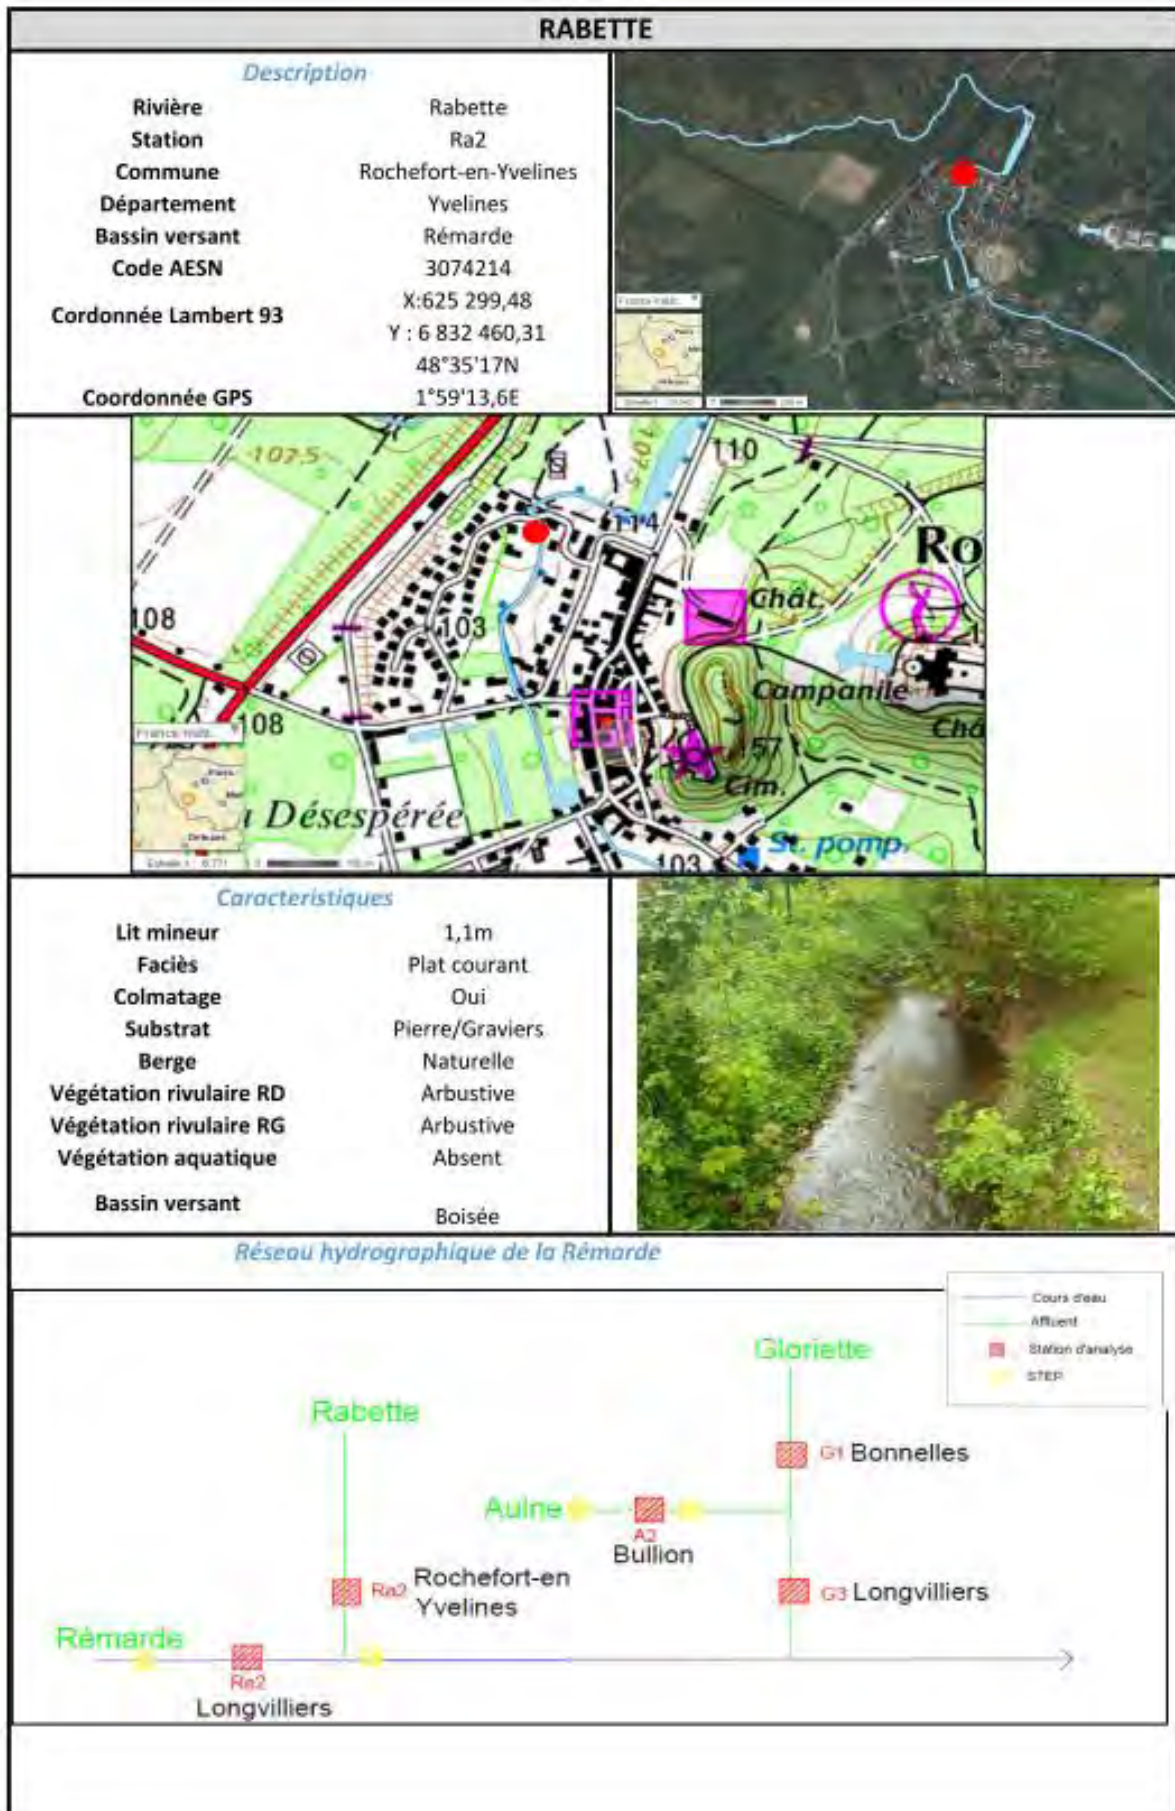 RABETTE
Description
Rivière Rabette
Station Ra2
Commune Rochefort-en-Yvelines
Département Yvelines
Bassin versant Rémarde
Code AESN 3074214
Cordonnée Lambert 93 X:625 299,48
Y : 6 832 460,31
48°35'17N
Coordonnée GPS 1°59'13,6E
107,5
107,5
110
114
Ro
108
103
Chât.
Campanile
108
157
Châ
Cim.
Désespérée
St. pomp.
103
Caracteristiques
Lit mineur 1,1m
Faciès Plat courant
Colmatage Oui
Substrat Pierre/Graviers
Berge Naturelle
Végétation rivulaire RD Arbustive
Végétation rivulaire RG Arbustive
Végétation aquatique Absent
Bassin versant Boisée
Réseau hydrographique de la Rémarde
Cours d'eau
Affluent
Station d'analyse
STEP
Gloriette
Rabette
G1 Bonnelles
Aulne
A2
Bullion
Ra2 Rochefort-en
Yvelines
G3 Longvilliers
Rémarde
Re2
Longvilliers